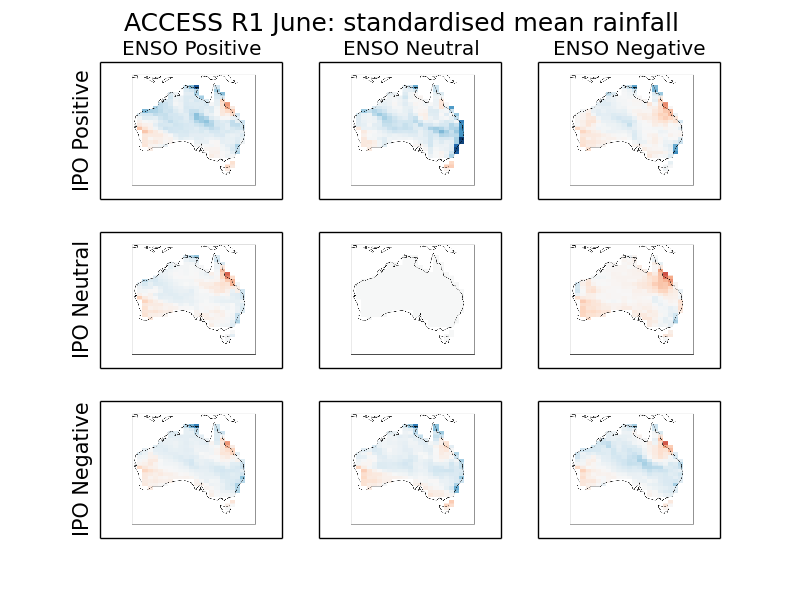 ACCESS R1 June: standardised mean rainfall
ENSO Positive
ENSO Neutral
ENSO Negative
IPO Positive
IPO Neutral
IPO Negative